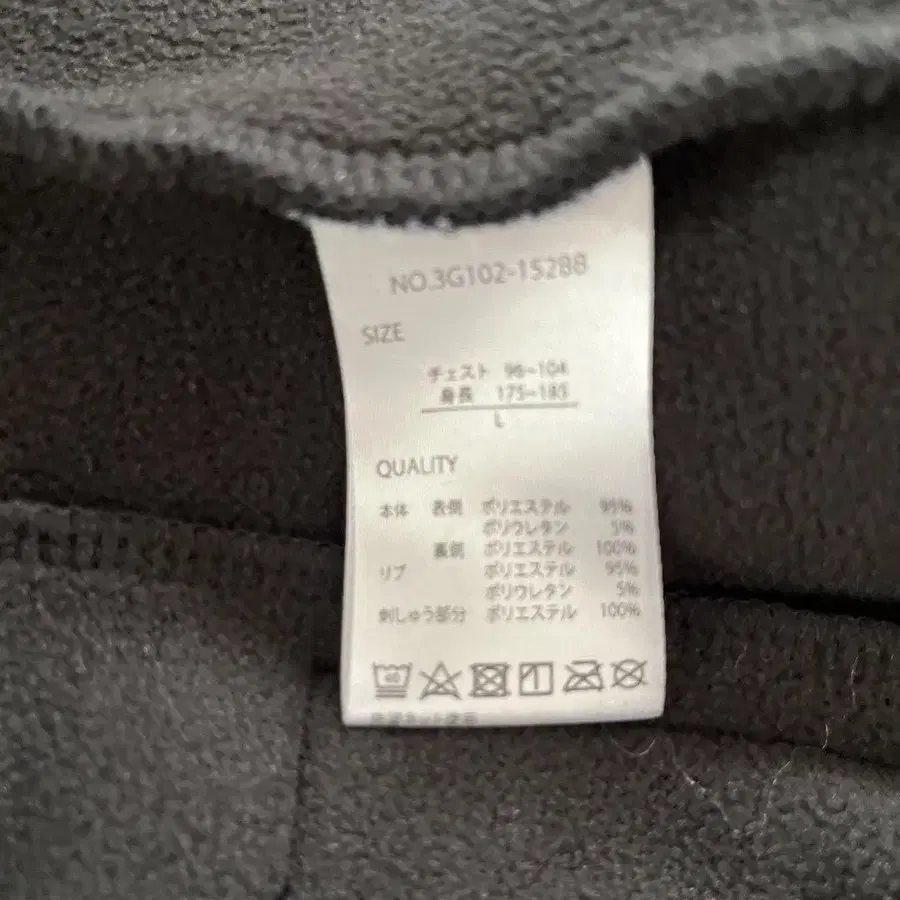 NO.3G102-15288
SIZE
チェスト 96~104
身長 175~185
L
QUALITY
本体 表側 ポリエステル 95%
ポリウレタン 5%
裏側 ポリエステル 100%
リブ ポリエステル 95%
ポリウレタン 5%
刺しゅう部分 ポリエステル 100%
40